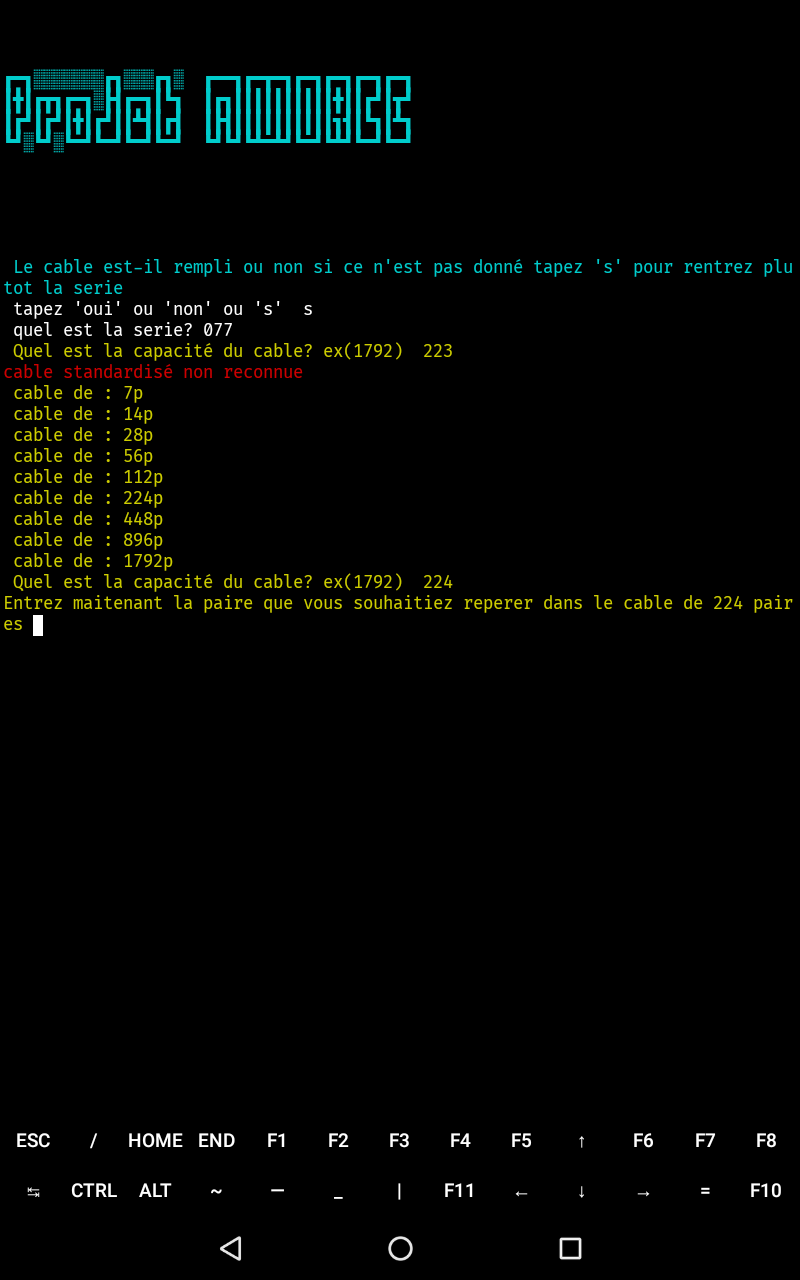 Le cable est-il rempli ou non si ce n'est pas donné tapez 's' pour rentrez plu
tot la serie
tapez 'oui' ou 'non' ou 's'  s
quel est la serie? 077
Quel est la capacité du cable? ex(1792)  223
cable standardisé non reconnue
cable de : 7p
cable de : 14p
cable de : 28p
cable de : 56p
cable de : 112p
cable de : 224p
cable de : 448p
cable de : 896p
cable de : 1792p
Quel est la capacité du cable? ex(1792)  224
Entrez maitenant la paire que vous souhaitiez reperer dans le cable de 224 pair
es
ESC / HOME END F1 F2 F3 F4 F5 ↑ F6 F7 F8
↹ CTRL ALT ~ — _ | F11 ← ↓ → = F10